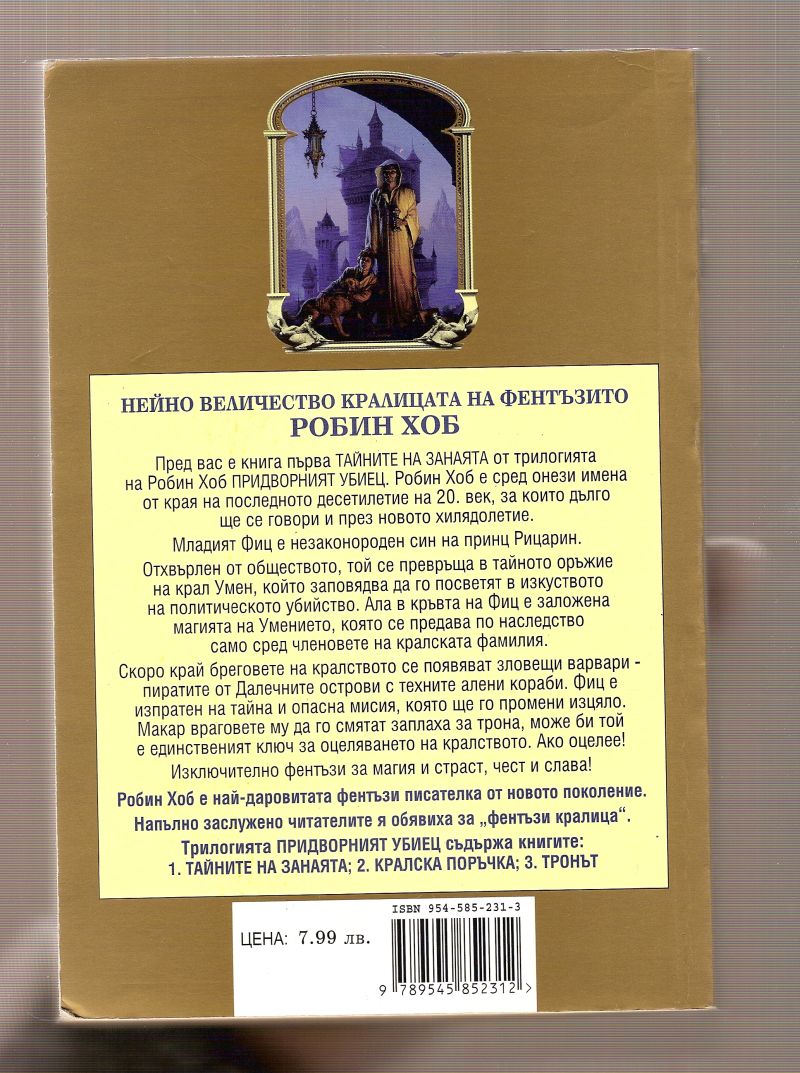 НЕЙНО ВЕЛИЧЕСТВО КРАЛИЦАТА НА ФЕНТЪЗИТО
РОБИН ХОБ
Пред вас е книга първа ТАЙНИТЕ НА ЗАНАЯТА от трилогията
на Робин Хоб ПРИДВОРНИЯТ УБИЕЦ. Робин Хоб е сред онези имена
от края на последното десетилетие на 20. век, за които дълго
ще се говори и през новото хилядолетие.
Младият Фиц е незаконороден син на принц Рицарин.
Отхвърлен от обществото, той се превръща в тайното оръжие
на крал Умен, който заповядва да го посветят в изкуството
на политическото убийство. Ала в кръвта на Фиц е заложена
магията на Умението, която се предава по наследство
само сред членовете на кралската фамилия.
Скоро край бреговете на кралството се появяват зловещи варвари -
пиратите от Далечните острови с техните алени кораби. Фиц е
изпратен на тайна и опасна мисия, която ще го промени изцяло.
Макар враговете му да го смятат заплаха за трона, може би той
е единственият ключ за оцеляването на кралството. Ако оцелее!
Изключително фентъзи за магия и страст, чест и слава!
Робин Хоб е най-даровитата фентъзи писателка от новото поколение.
Напълно заслужено читателите я обявиха за „фентъзи кралица“.
Трилогията ПРИДВОРНИЯТ УБИЕЦ съдържа книгите:
1. ТАЙНИТЕ НА ЗАНАЯТА; 2. КРАЛСКА ПОРЪЧКА; 3. ТРОНЪТ
ISBN 954-585-231-3
ЦЕНА: 7.99 лв.
9 789545 852312 >